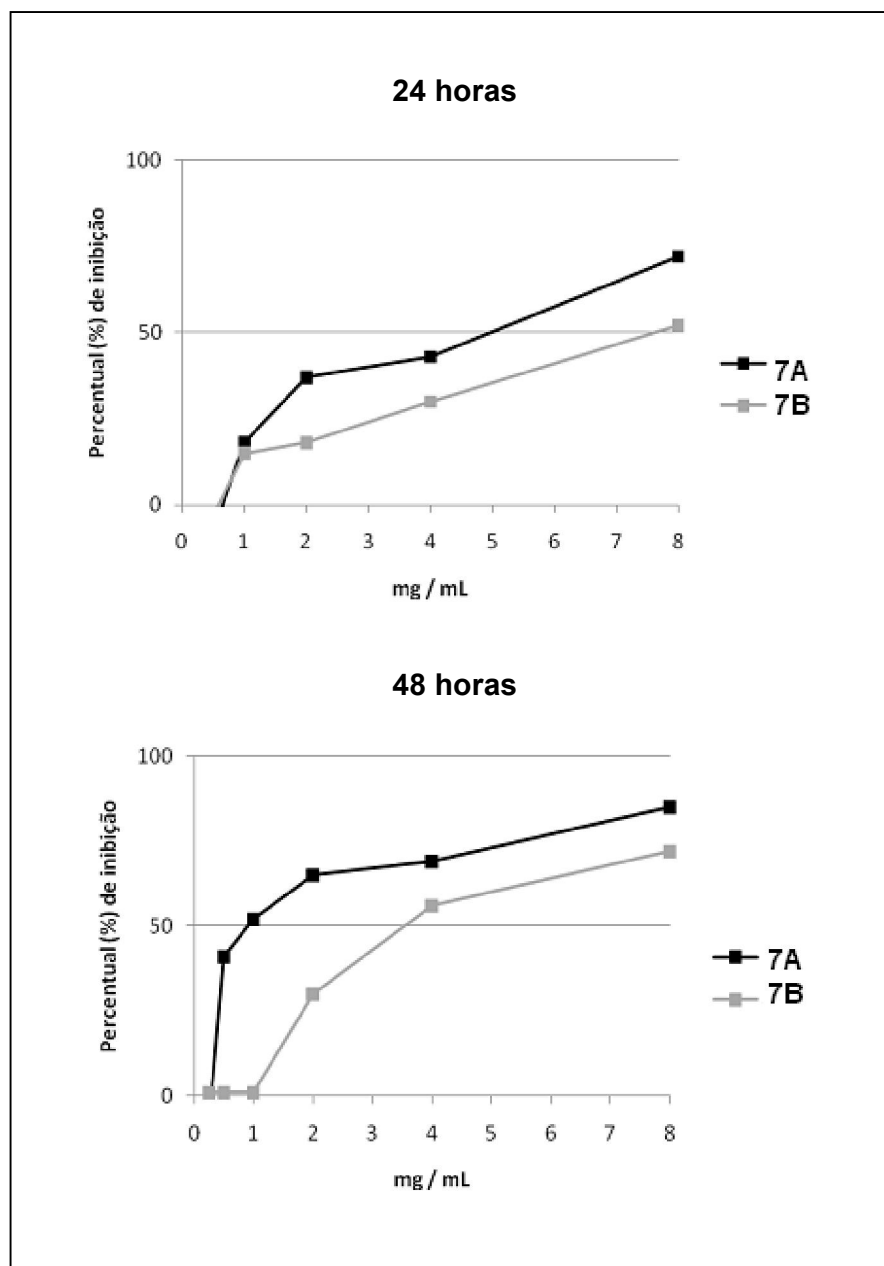 24 horas
Percentual (%) de inibição
100
50
0
0 1 2 3 4 5 6 7 8
mg / mL
7A
7B
48 horas
Percentual (%) de inibição
100
50
0
0 1 2 3 4 5 6 7 8
mg / mL
7A
7B